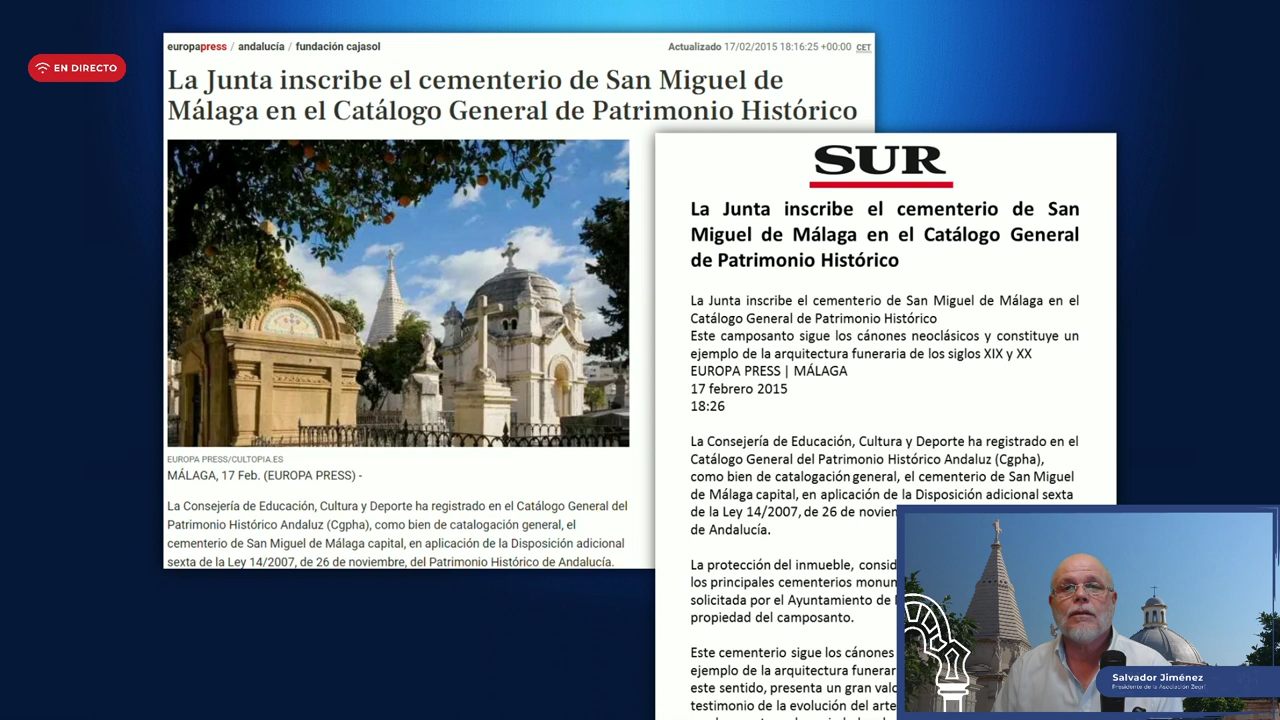 EN DIRECTO
europapress / andalucía / fundación cajasol
Actualizado 17/02/2015 18:16:25 +00:00 CET
La Junta inscribe el cementerio de San Miguel de
Málaga en el Catálogo General de Patrimonio Histórico
EUROPA PRESS/CULTOPIA.ES
MÁLAGA, 17 Feb. (EUROPA PRESS) -
La Consejería de Educación, Cultura y Deporte ha registrado en el Catálogo General del
Patrimonio Histórico Andaluz (Cgpha), como bien de catalogación general, el
cementerio de San Miguel de Málaga capital, en aplicación de la Disposición adicional
sexta de la Ley 14/2007, de 26 de noviembre, del Patrimonio Histórico de Andalucía.
SUR
La Junta inscribe el cementerio de San
Miguel de Málaga en el Catálogo General
de Patrimonio Histórico
La Junta inscribe el cementerio de San Miguel de Málaga en el
Catálogo General de Patrimonio Histórico
Este camposanto sigue los cánones neoclásicos y constituye un
ejemplo de la arquitectura funeraria de los siglos XIX y XX
EUROPA PRESS | MÁLAGA
17 febrero 2015
18:26
La Consejería de Educación, Cultura y Deporte ha registrado en el
Catálogo General del Patrimonio Histórico Andaluz (Cgpha),
como bien de catalogación general, el cementerio de San Miguel
de Málaga capital, en aplicación de la Disposición adicional sexta
de la Ley 14/2007, de 26 de novien
de Andalucía.
La protección del inmueble, consid
los principales cementerios monun
solicitada por el Ayuntamiento de
propiedad del camposanto.
Este cementerio sigue los cánones
ejemplo de la arquitectura funerar
este sentido, presenta un gran valo
testimonio de la evolución del arte
Salvador Jiménez
Presidente de la Asociación Zegrí